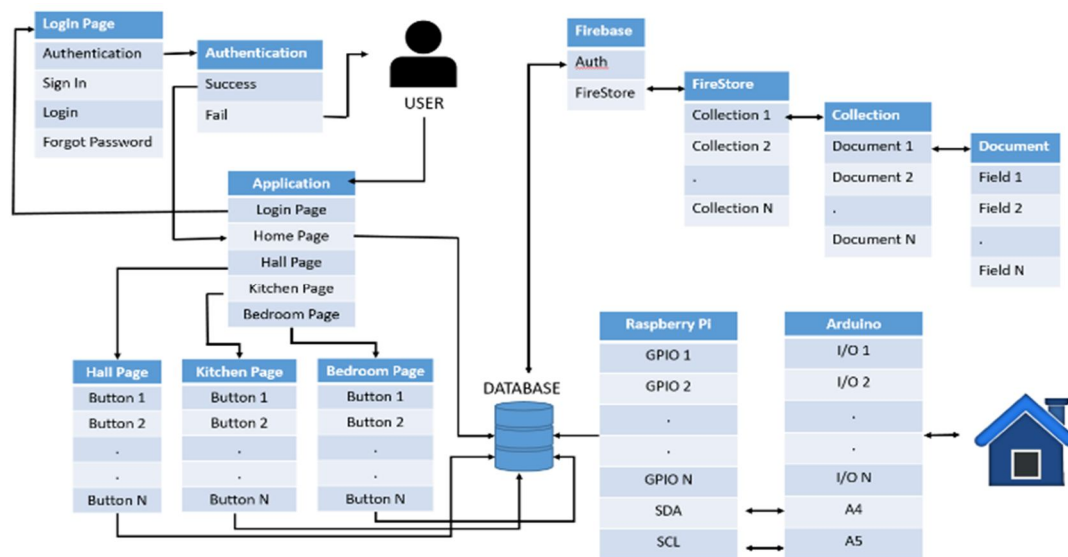 LogIn Page
Authentication
Sign In
Login
Forgot Password
Authentication
Success
Fail
USER
Application
Login Page
Home Page
Hall Page
Kitchen Page
Bedroom Page
Hall Page
Button 1
Button 2
.
.
Button N
Kitchen Page
Button 1
Button 2
.
.
Button N
Bedroom Page
Button 1
Button 2
.
.
Button N
DATABASE
Firebase
Auth
FireStore
FireStore
Collection 1
Collection 2
.
Collection N
Collection
Document 1
Document 2
.
Document N
Document
Field 1
Field 2
.
Field N
Raspberry Pi
GPIO 1
GPIO 2
.
.
GPIO N
SDA
SCL
Arduino
I/O 1
I/O 2
.
.
I/O N
A4
A5